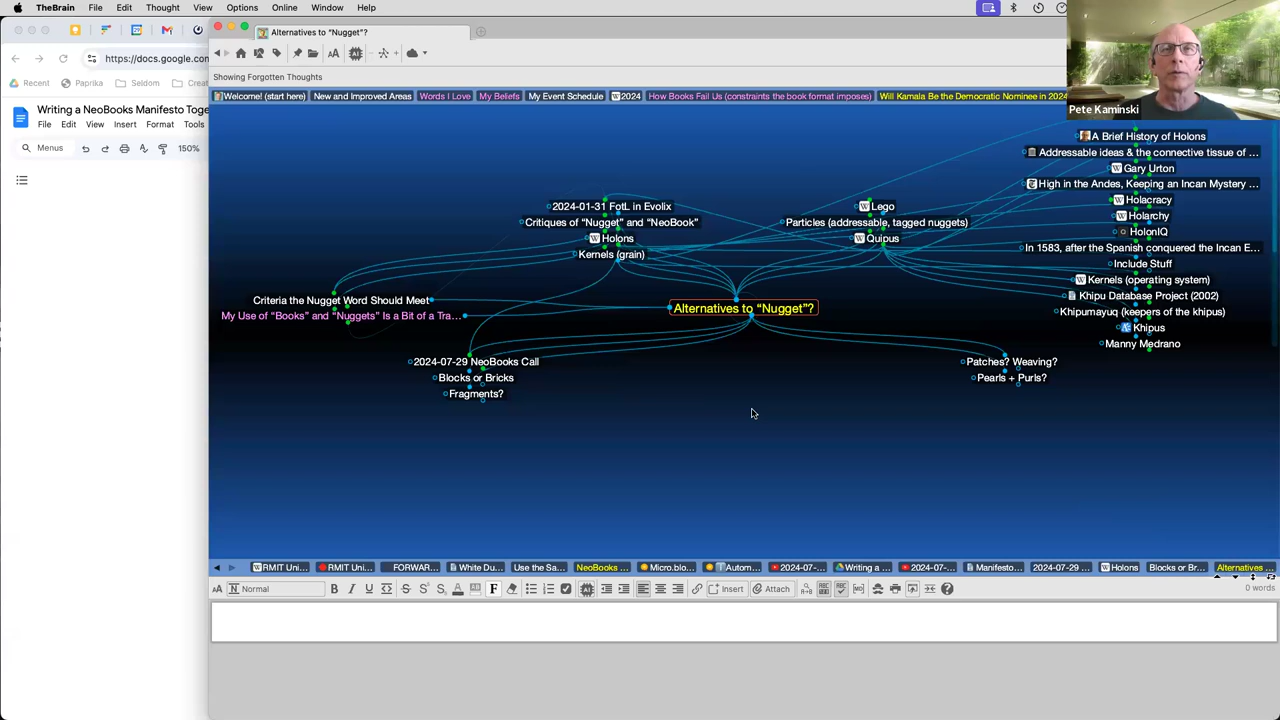 TheBrain File Edit Thought View Options Online Window Help
Alternatives to “Nugget”?
https://docs.google.com
Showing Forgotten Thoughts
Recent Paprika Seldom
Welcome! (start here) New and Improved Areas Words I Love My Beliefs My Event Schedule 2024 How Books Fail Us (constraints the book format imposes) Will Kamala Be the Democratic Nominee in 2024
Pete Kaminski
Writing a NeoBooks Manifesto Toge
File Edit View Insert Format Tools
Menus 150%
A Brief History of Holons
Addressable ideas & the connective tissue of ...
Gary Urton
High in the Andes, Keeping an Incan Mystery ...
Holacracy
Holarchy
HolonIQ
In 1583, after the Spanish conquered the Incan E...
Include Stuff
Kernels (operating system)
Khipu Database Project (2002)
Khipumayuq (keepers of the khipus)
Khipus
Manny Medrano
2024-01-31 FotL in Evolix
Critiques of “Nugget” and “NeoBook”
Holons
Kernels (grain)
Lego
Particles (addressable, tagged nuggets)
Quipus
Criteria the Nugget Word Should Meet
My Use of “Books” and “Nuggets” Is a Bit of a Tra...
Alternatives to “Nugget”?
2024-07-29 NeoBooks Call
Blocks or Bricks
Fragments?
Patches? Weaving?
Pearls + Purls?
RMIT Uni... RMIT Uni... FORWAR... White Du... Use the Sa... NeoBooks ... Micro.blo... Autom... 2024-07-... Writing a ... 2024-07-... Manifesto... 2024-07-29 ... Holons Blocks or Br... Alternatives ...
Normal B I U S F Insert Attach
0 words